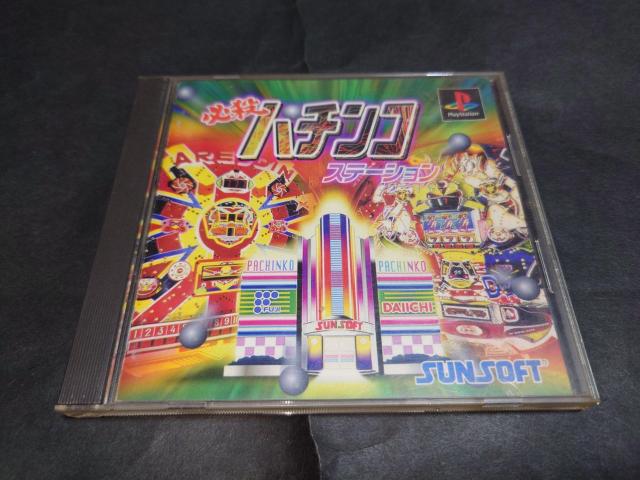 必殺
パチンコ
ステーション
PlayStation
PACHINKO
PACHINKO
FUJI
DAIICHI
SUNSOFT
SUNSOFT